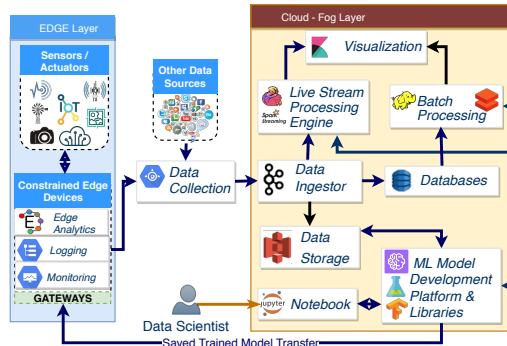 EDGE Layer
Sensors /
Actuators
IoT
Constrained Edge
Devices
Edge
Analytics
Logging
Monitoring
GATEWAYS
Other Data
Sources
Data
Collection
Cloud - Fog Layer
Visualization
Live Stream
Processing
Engine
Spark
Streaming
Batch
Processing
Data
Ingestor
Databases
Data
Storage
ML Model
Development
Platform &
Libraries
jupyter
Notebook
Data Scientist
Saved Trained Model Transfer